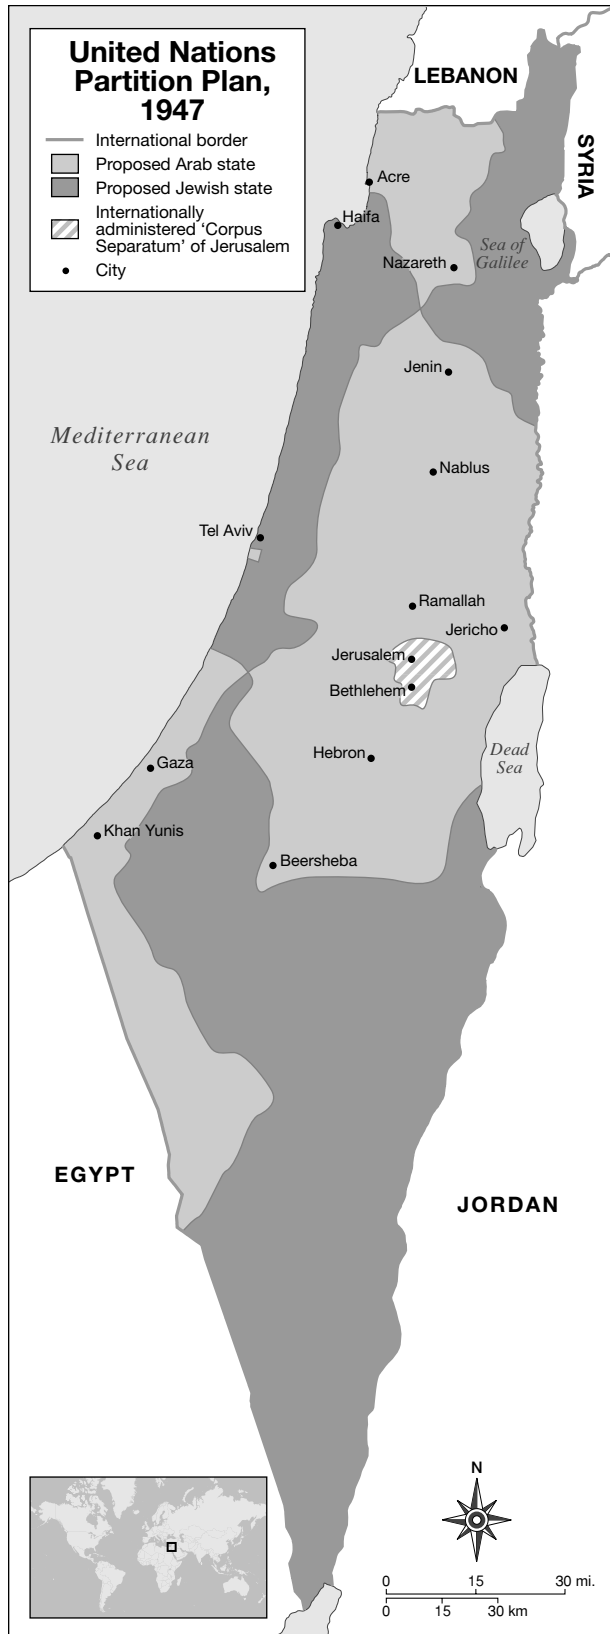 United Nations
Partition Plan,
1947
International border
Proposed Arab state
Proposed Jewish state
Internationally
administered ‘Corpus
Separatum’ of Jerusalem
City
LEBANON
SYRIA
Acre
Haifa
Sea of
Galilee
Nazareth
Jenin
Mediterranean
Sea
Nablus
Tel Aviv
Ramallah
Jericho
Jerusalem
Bethlehem
Hebron
Dead
Sea
Gaza
Khan Yunis
Beersheba
EGYPT
JORDAN
N
0 15 30 mi.
0 15 30 km